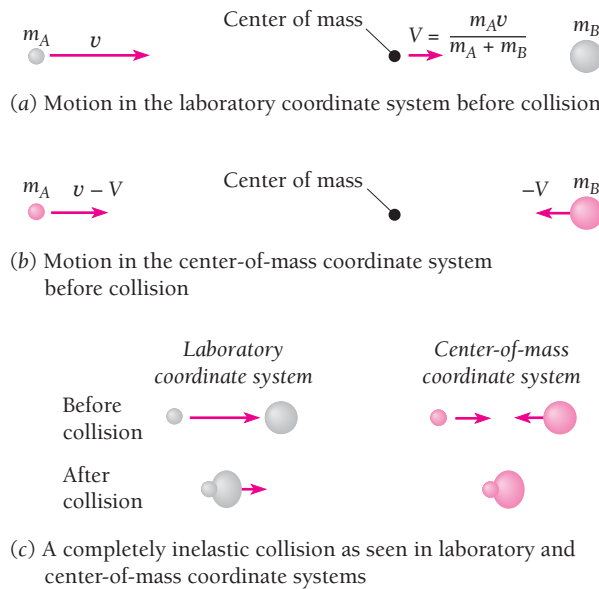 m_A v Center of mass V = m_A v / (m_A + m_B) m_B
(a) Motion in the laboratory coordinate system before collision
m_A v – V Center of mass –V m_B
(b) Motion in the center-of-mass coordinate system
before collision
Laboratory Center-of-mass
coordinate system coordinate system
Before
collision
After
collision
(c) A completely inelastic collision as seen in laboratory and
center-of-mass coordinate systems